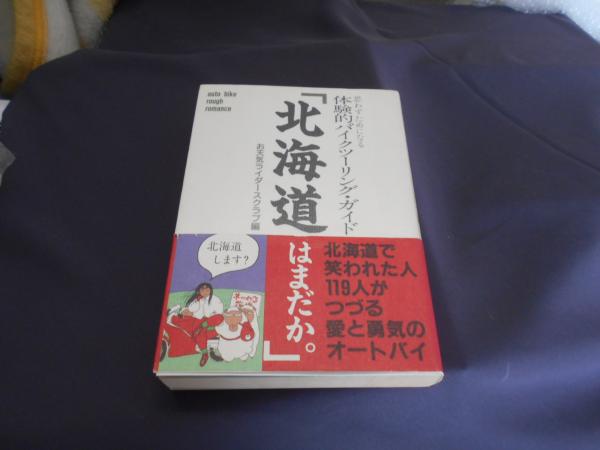 auto bike
rough
romance
思わずためになる
体験的バイクツーリング・ガイド
「北海道
はまだか。」
お天気ライダースクラブ編
北海道で
笑われた人
119人が
つづる
愛と勇気の
オートバイ
北海道
します?